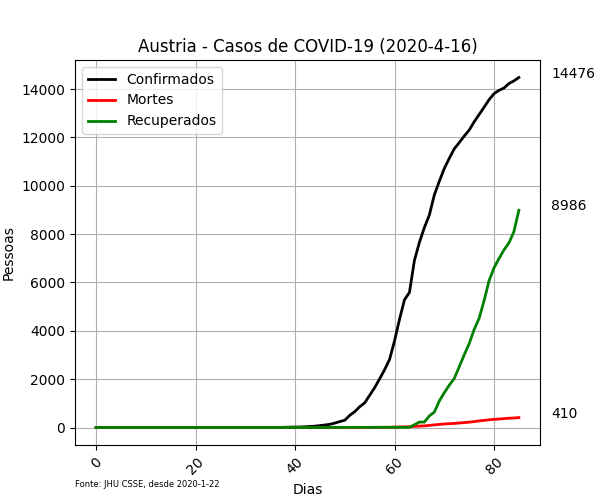 Austria - Casos de COVID-19 (2020-4-16)
Confirmados
Mortes
Recuperados
14476
8986
410
Pessoas
14000
12000
10000
8000
6000
4000
2000
0
0 20 40 60 80
Dias
Fonte: JHU CSSE, desde 2020-1-22